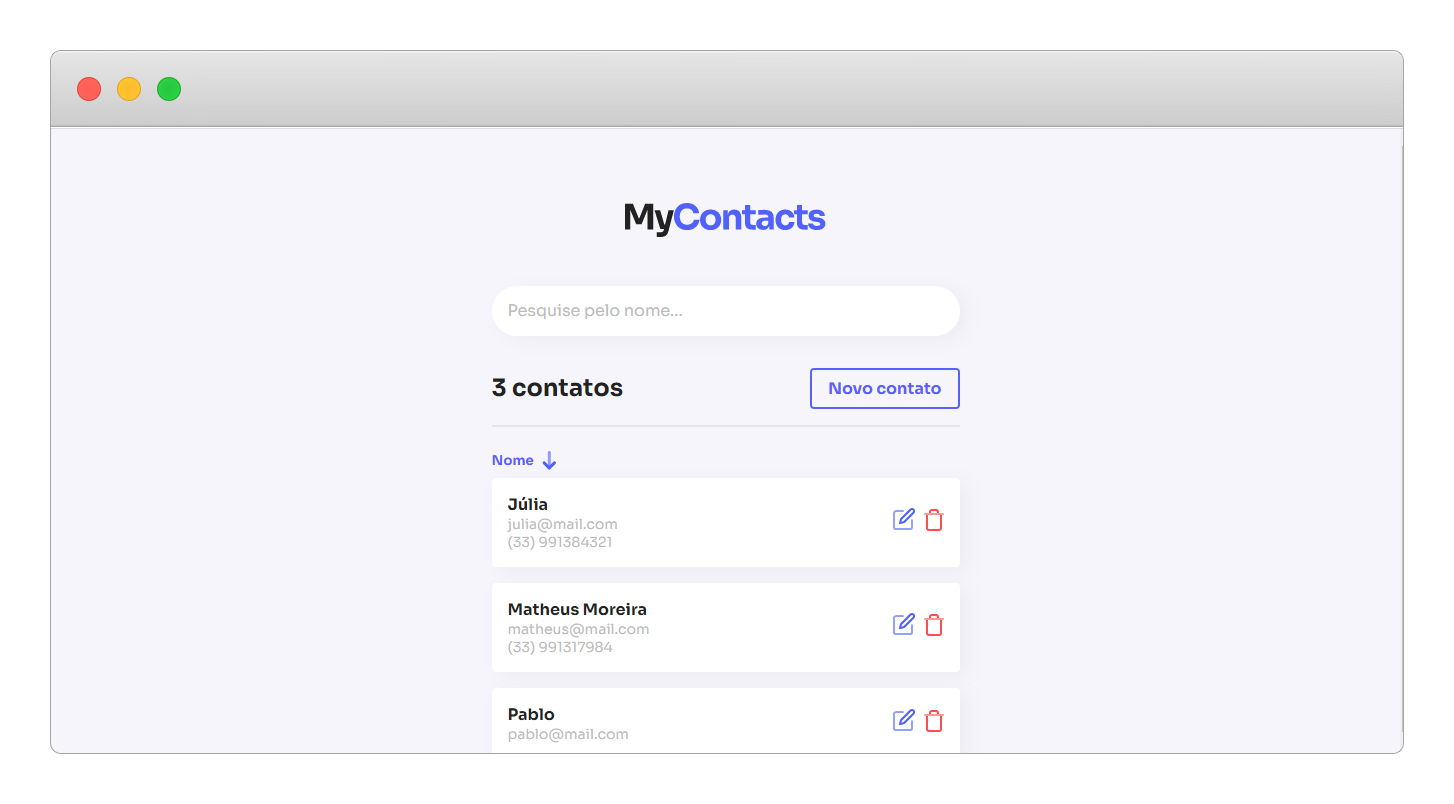 MyContacts
Pesquise pelo nome...
3 contatos
Novo contato
Nome
Júlia
julia@mail.com
(33) 991384321
Matheus Moreira
matheus@mail.com
(33) 991317984
Pablo
pablo@mail.com